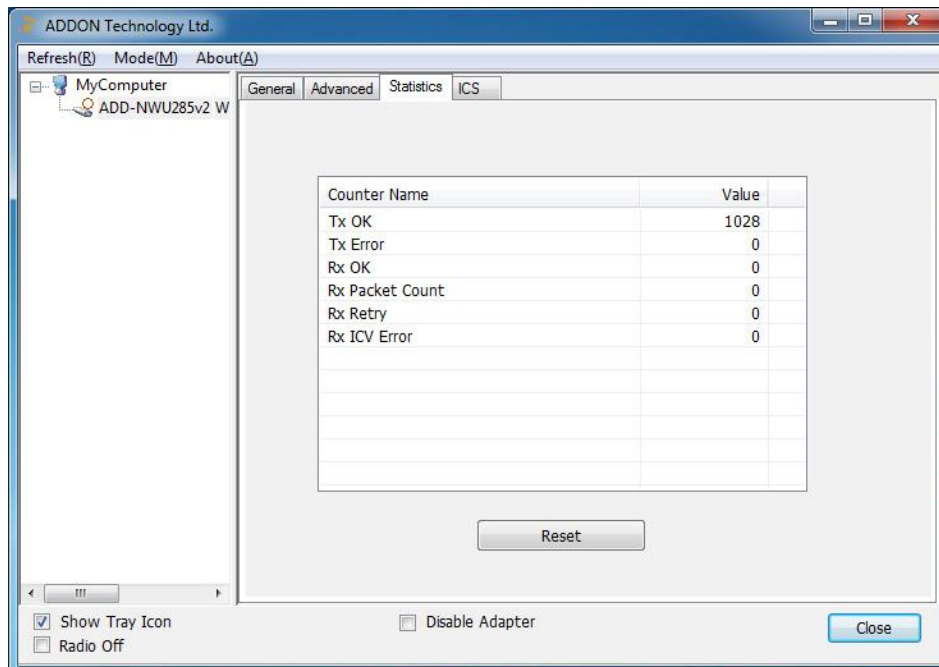 ADDON Technology Ltd.
Refresh(R) Mode(M) About(A)
MyComputer
ADD-NWU285v2 W
General Advanced Statistics ICS
Counter Name Value
Tx OK 1028
Tx Error 0
Rx OK 0
Rx Packet Count 0
Rx Retry 0
Rx ICV Error 0
Reset
Show Tray Icon
Radio Off
Disable Adapter
Close